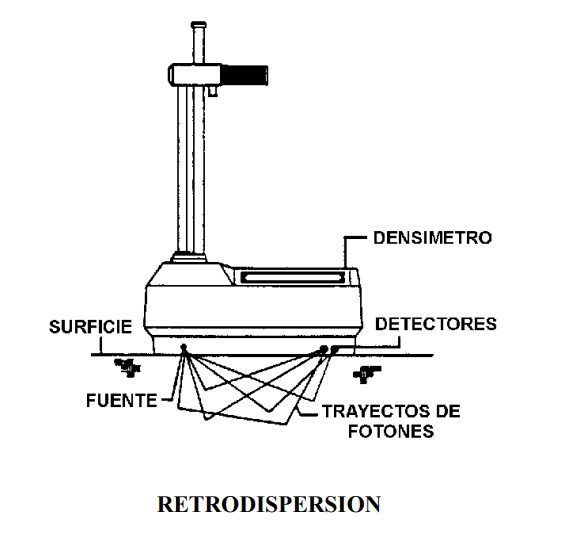 DENSIMETRO
SURFICIE
DETECTORES
FUENTE
TRAYECTOS DE
FOTONES
RETRODISPERSION